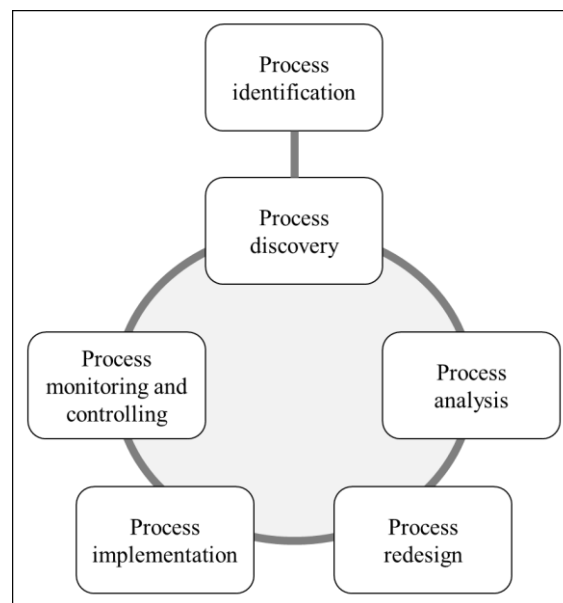 Process
identification
Process
discovery
Process
analysis
Process
redesign
Process
implementation
Process
monitoring and
controlling